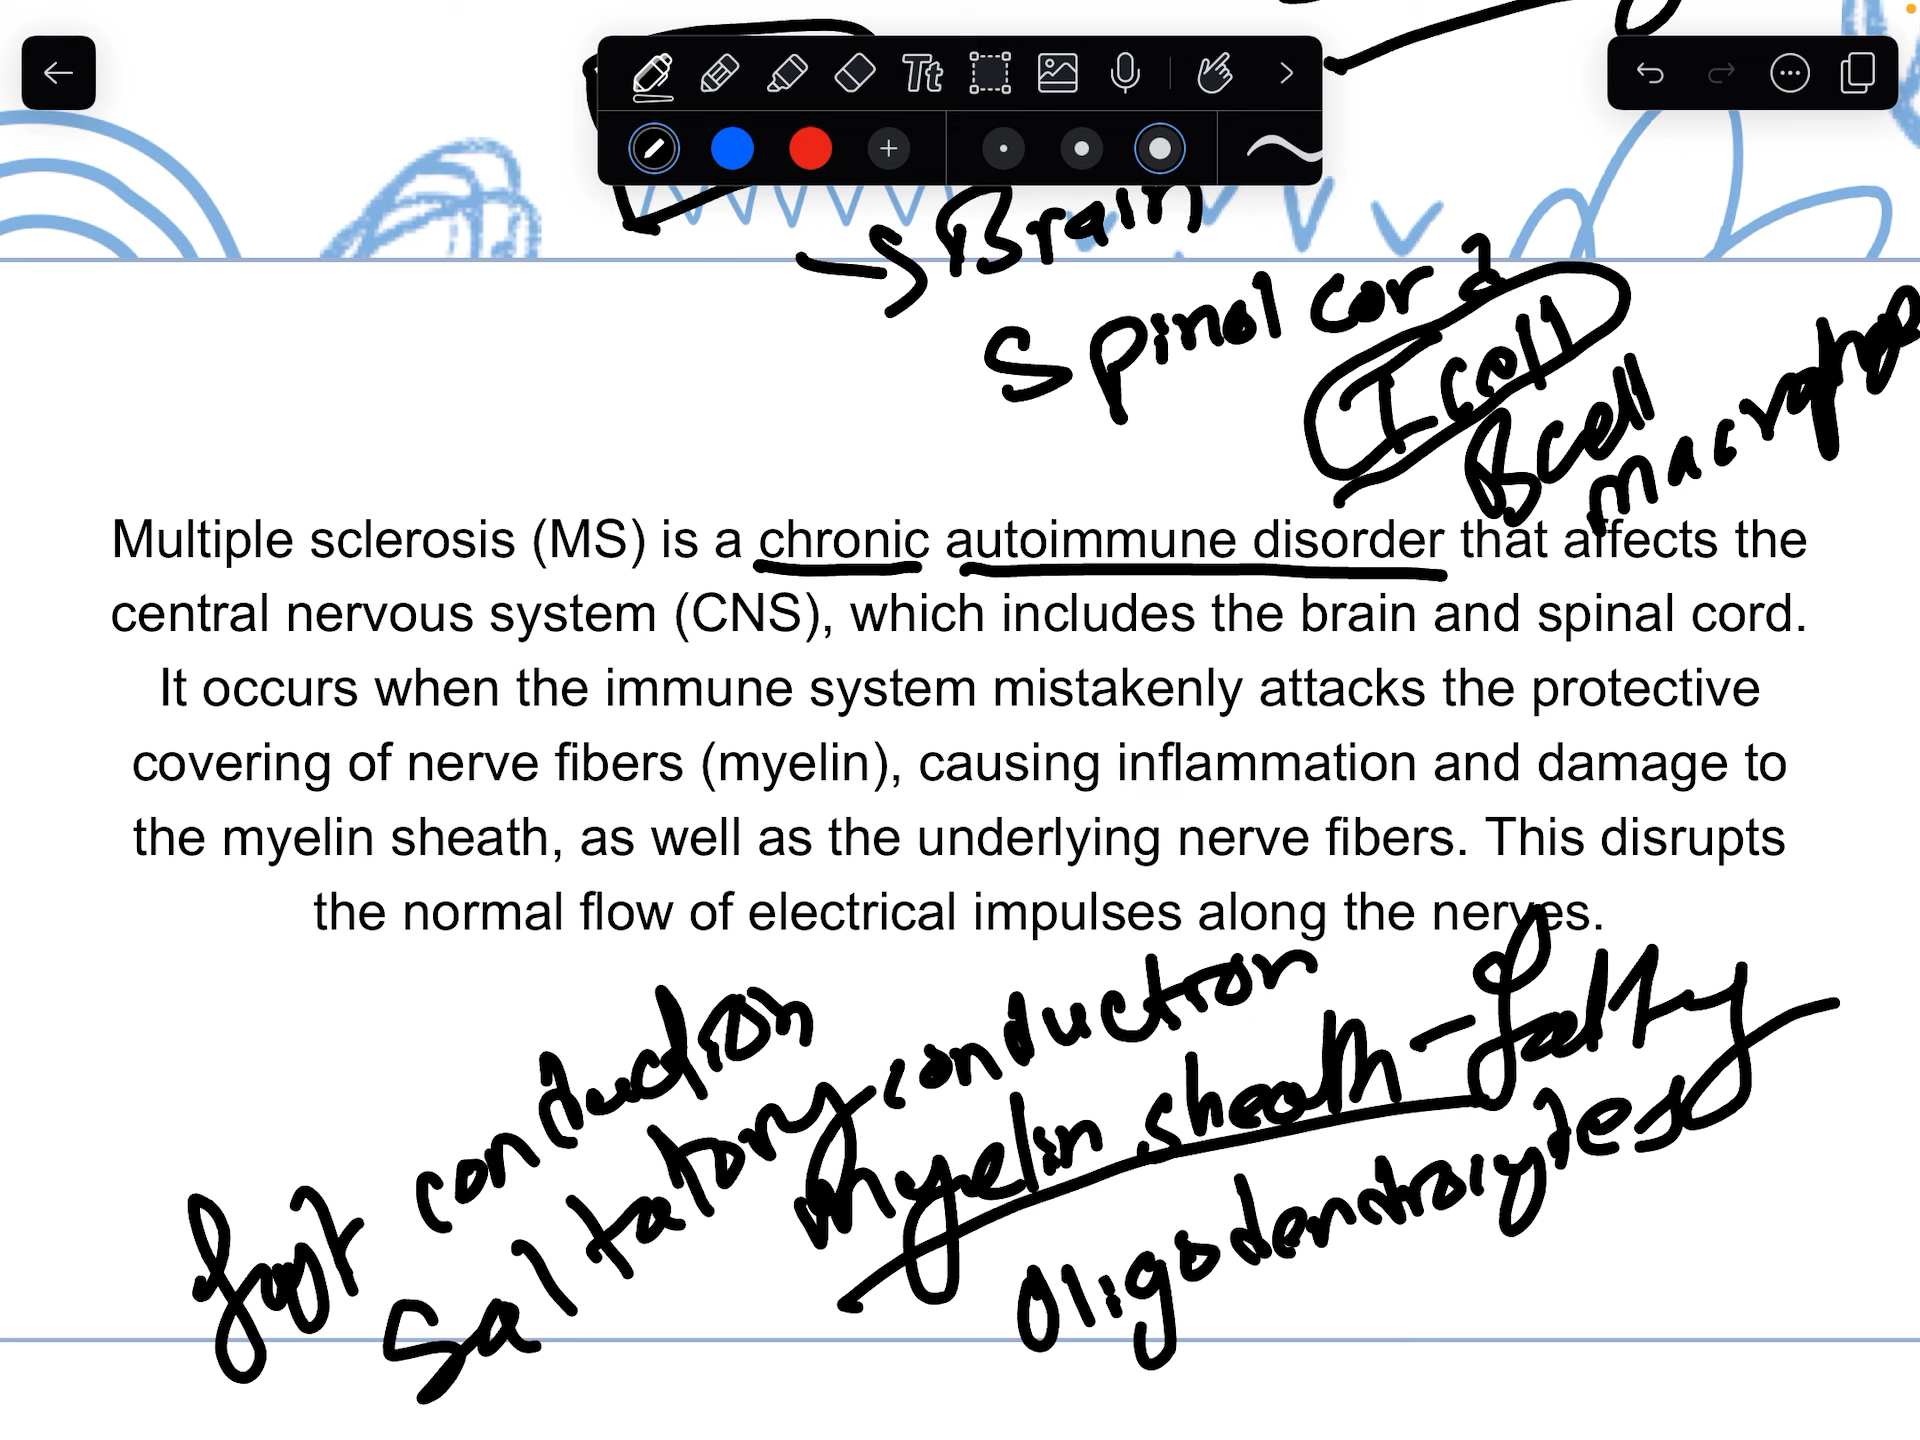 Tt
Brain
Spinal cord
T cell
B cell
Multiple sclerosis (MS) is a chronic autoimmune disorder that affects the
central nervous system (CNS), which includes the brain and spinal cord.
It occurs when the immune system mistakenly attacks the protective
covering of nerve fibers (myelin), causing inflammation and damage to
the myelin sheath, as well as the underlying nerve fibers. This disrupts
the normal flow of electrical impulses along the nerves.
fast conduction
Saltatory conduction
Myelin sheath - fatty